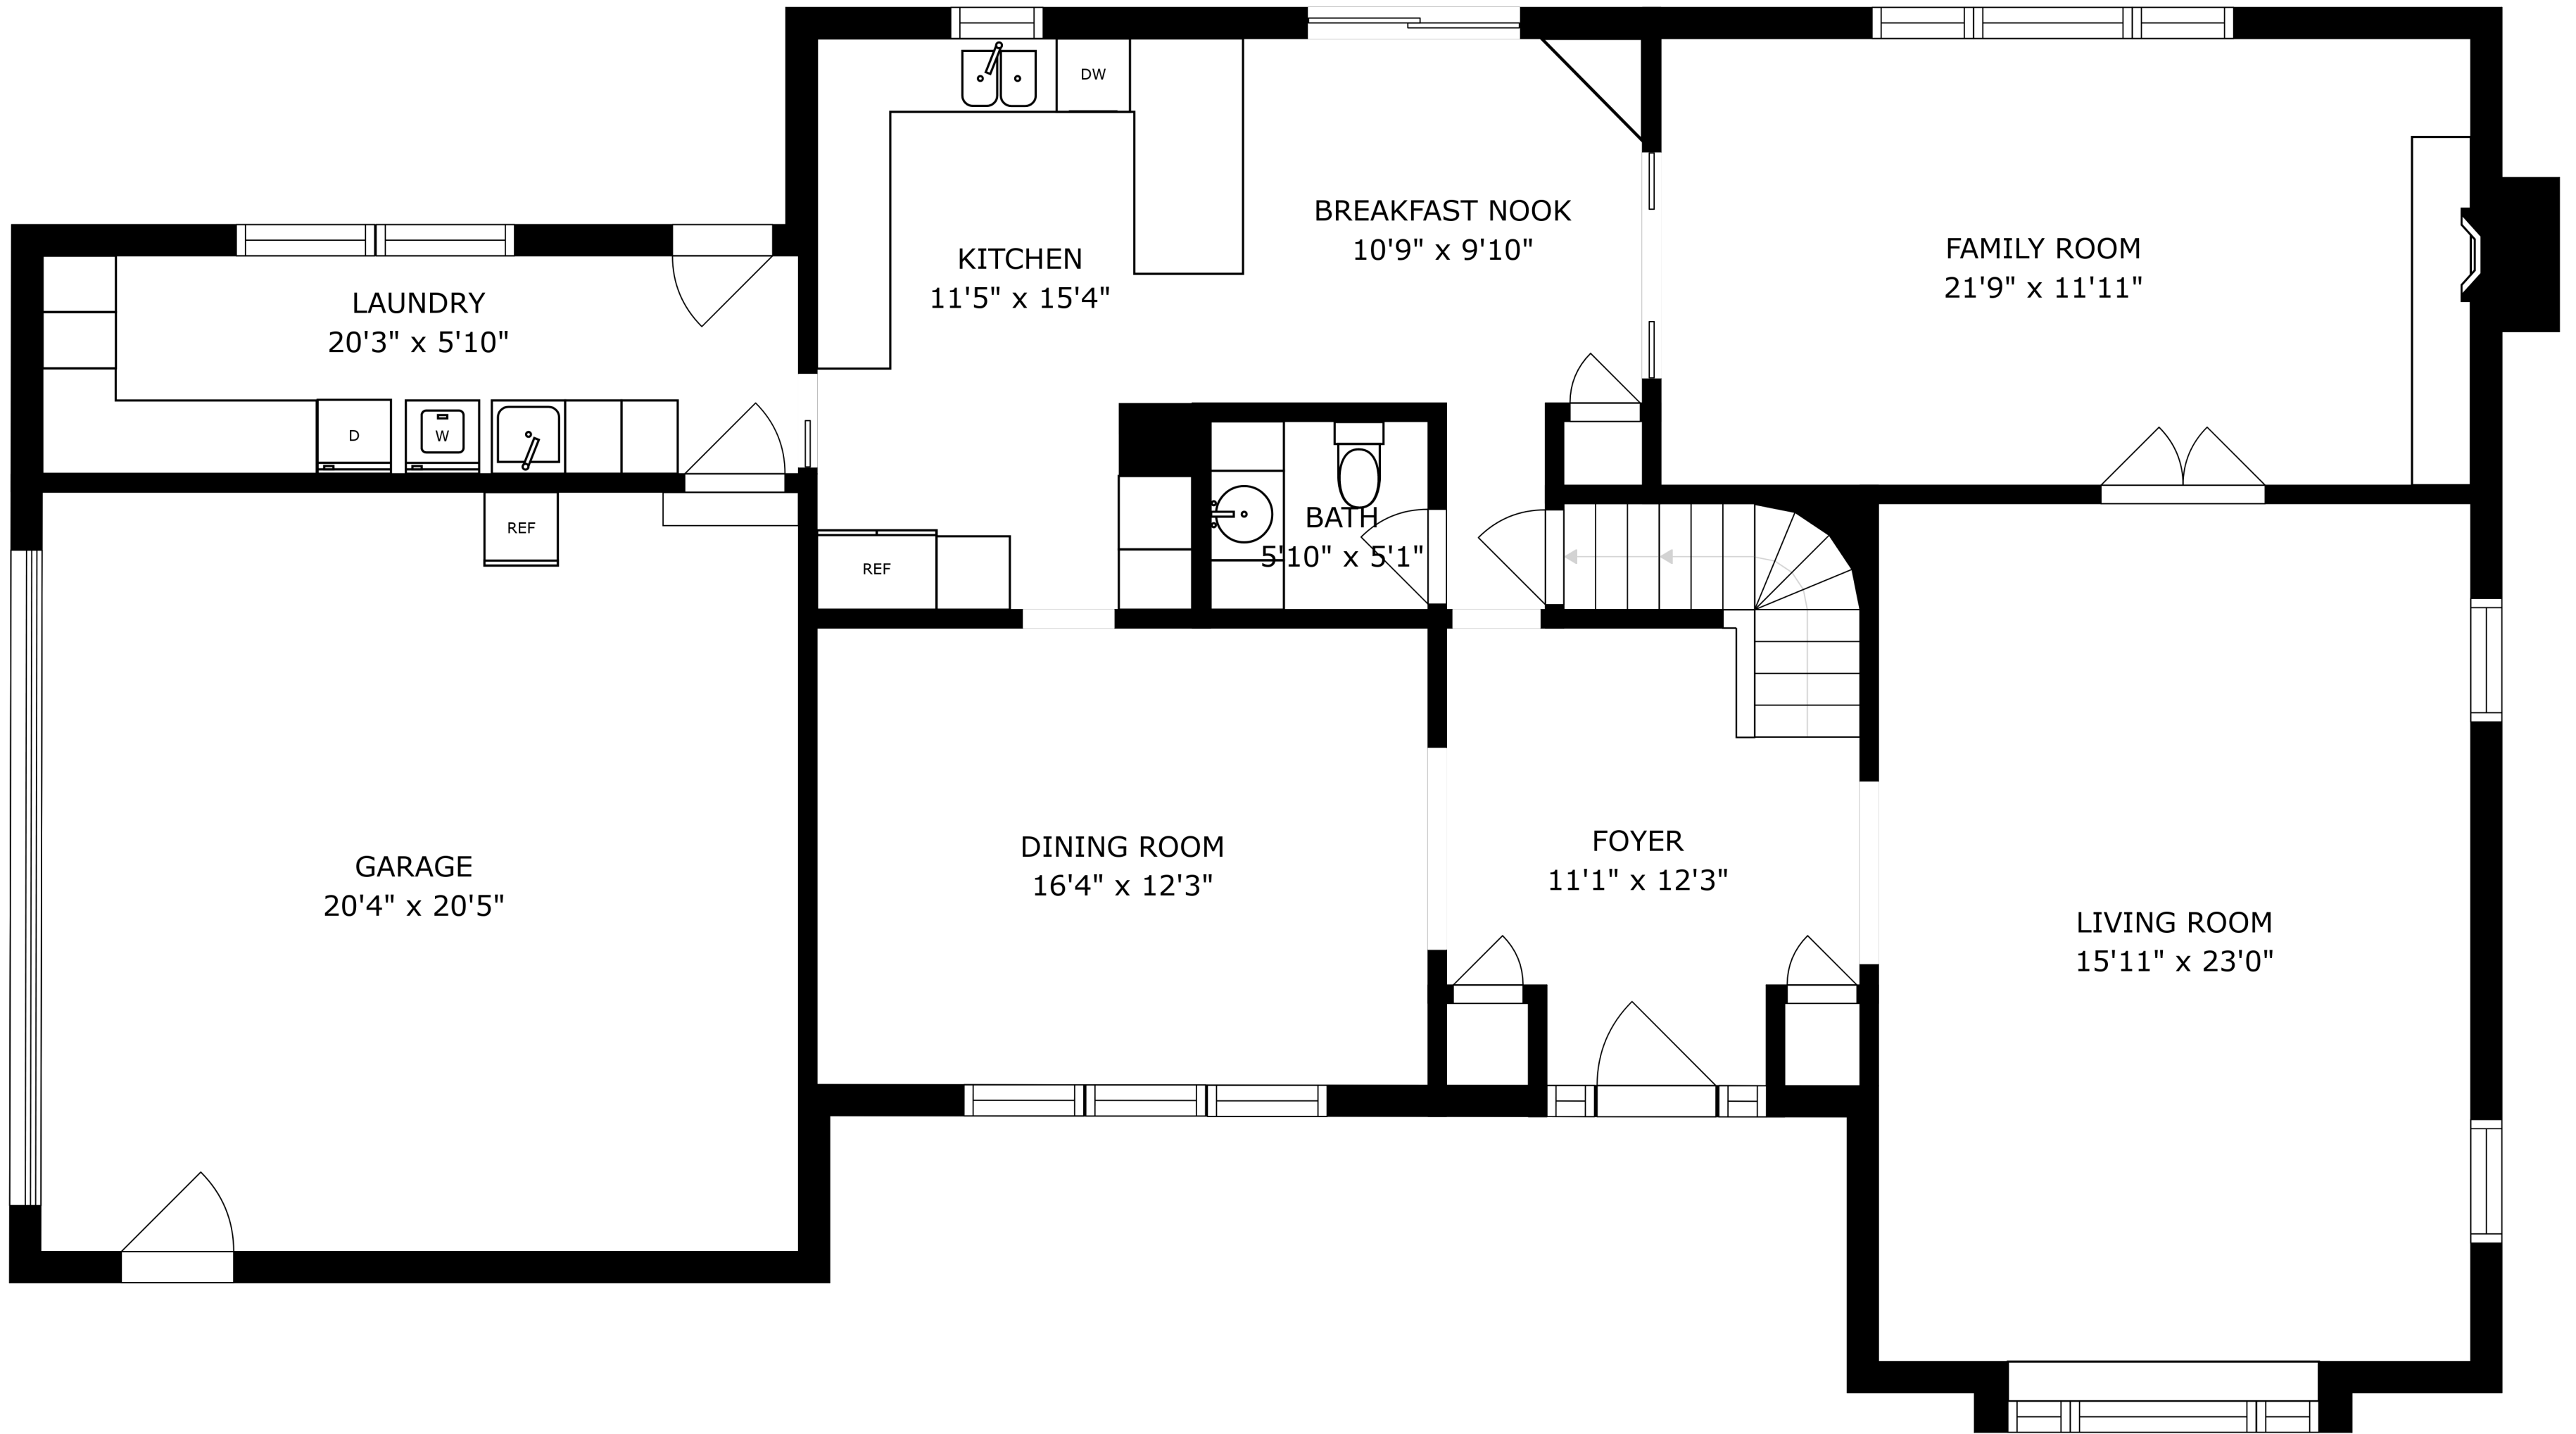 DW
BREAKFAST NOOK
10'9" x 9'10"
KITCHEN
11'5" x 15'4"
FAMILY ROOM
21'9" x 11'11"
LAUNDRY
20'3" x 5'10"
D
W
REF
BATH
5'10" x 5'1"
REF
DINING ROOM
16'4" x 12'3"
FOYER
11'1" x 12'3"
GARAGE
20'4" x 20'5"
LIVING ROOM
15'11" x 23'0"